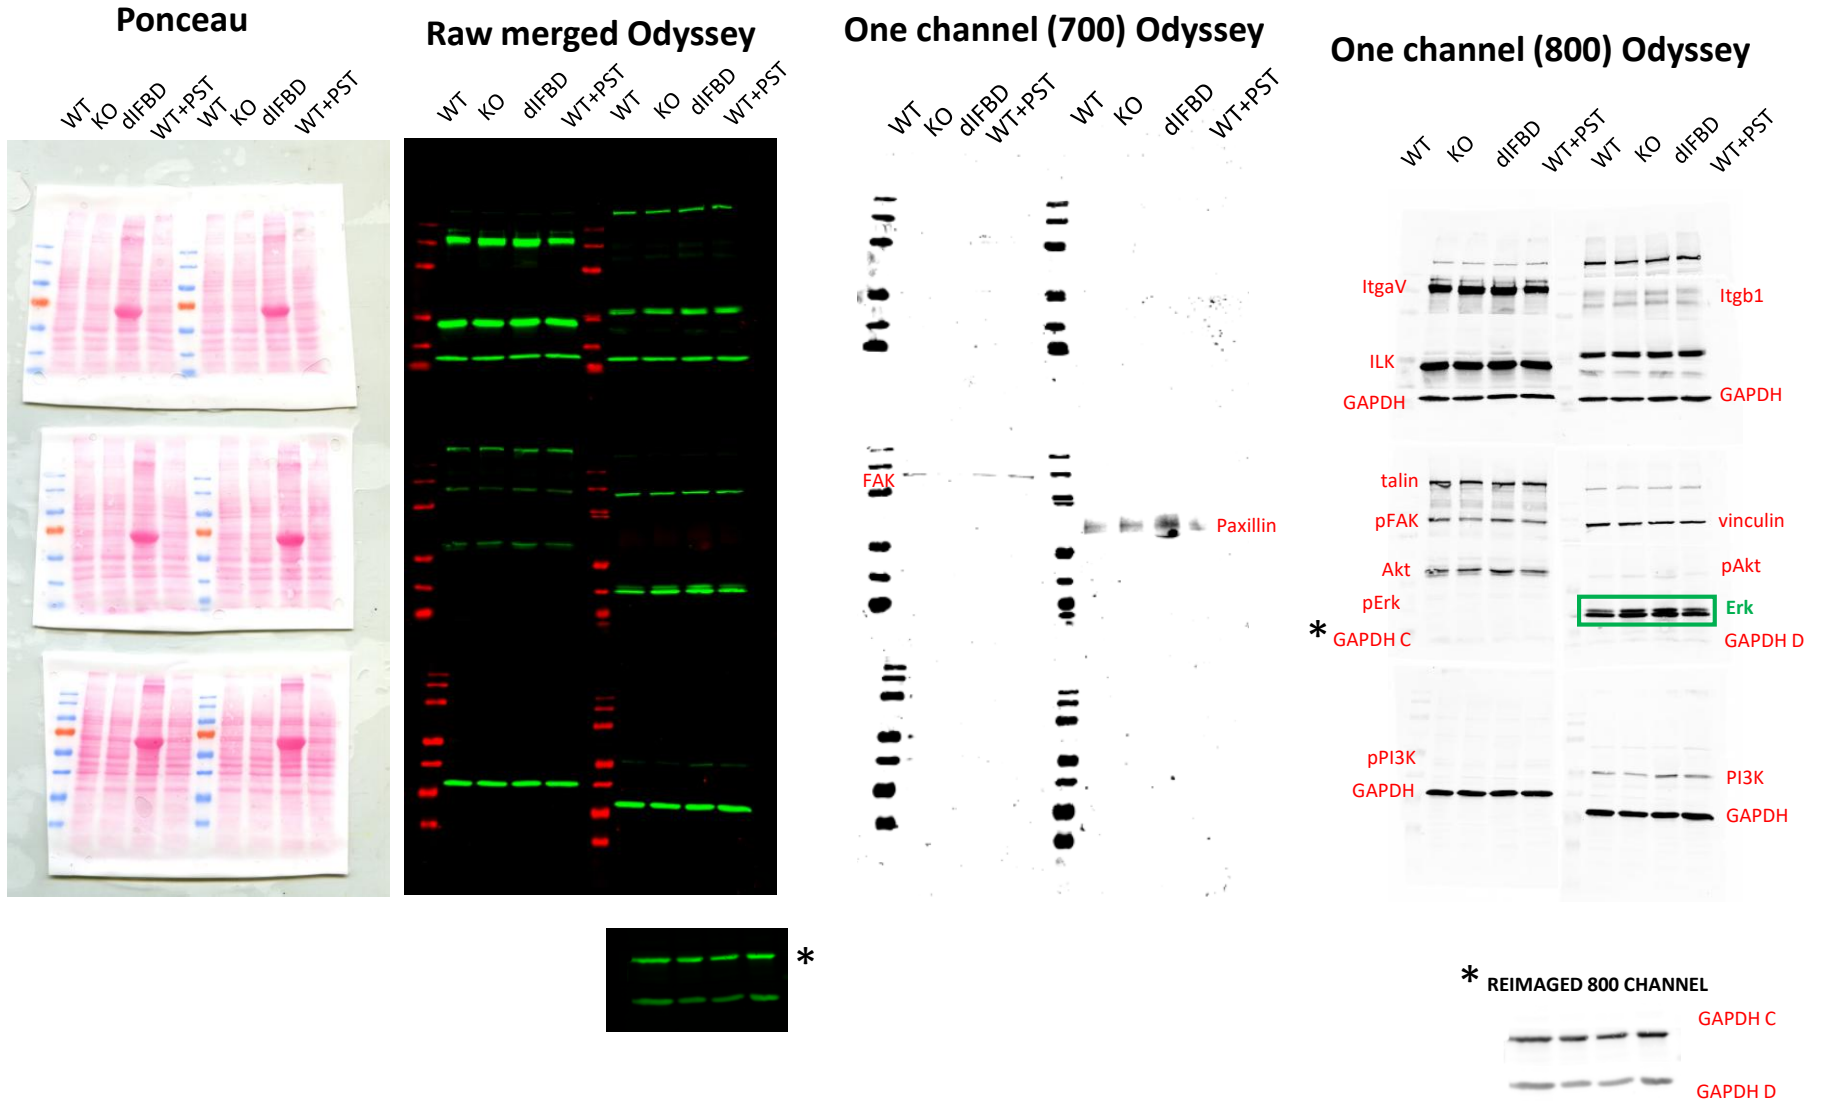 Ponceau
WT KO dIFBD WT+PST WT KO dIFBD WT+PST
Raw merged Odyssey
WT KO dIFBD WT+PST WT KO dIFBD WT+PST
One channel (700) Odyssey
WT KO dIFBD WT+PST WT KO dIFBD WT+PST
FAK
Paxillin
One channel (800) Odyssey
WT KO dIFBD WT+PST WT KO dIFBD WT+PST
ItgaV
Itgb1
ILK
GAPDH
GAPDH
talin
pFAK
vinculin
Akt
pAkt
pErk
Erk
* GAPDH C
GAPDH D
pPI3K
PI3K
GAPDH
GAPDH
*
* REIMAGED 800 CHANNEL
GAPDH C
GAPDH D